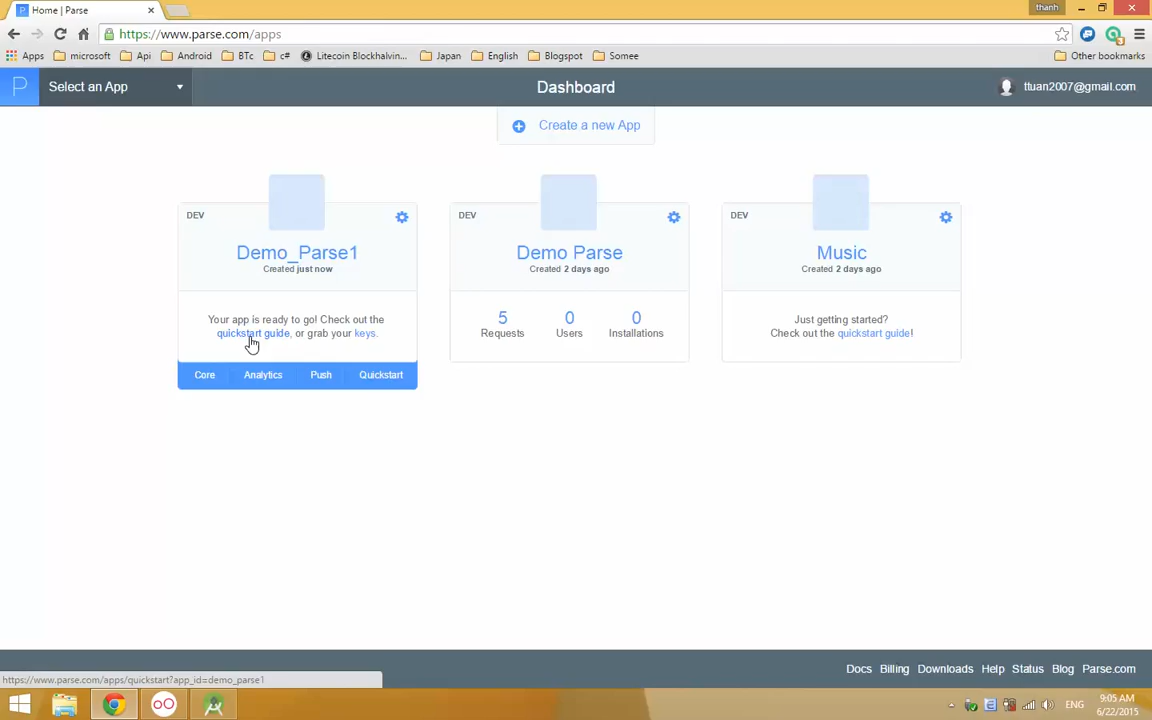 Home | Parse
thanh
https://www.parse.com/apps
Apps microsoft Api Android BTc c# Litecoin Blockhalvin... Japan English Blogspot Somee Other bookmarks
P Select an App Dashboard ttuan2007@gmail.com
Create a new App
DEV
Demo_Parse1
Created just now
Your app is ready to go! Check out the
quickstart guide, or grab your keys.
Core Analytics Push Quickstart
DEV
Demo Parse
Created 2 days ago
5 0 0
Requests Users Installations
DEV
Music
Created 2 days ago
Just getting started?
Check out the quickstart guide!
Docs Billing Downloads Help Status Blog Parse.com
https://www.parse.com/apps/quickstart?app_id=demo_parse1
ENG
9:05 AM
6/22/2015